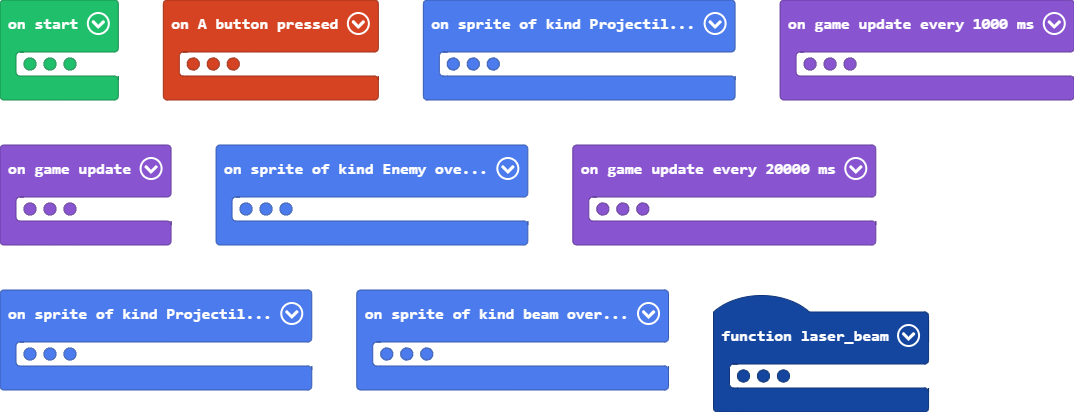 on start
on A button pressed
on sprite of kind Projectil...
on game update every 1000 ms
on game update
on sprite of kind Enemy ove...
on game update every 20000 ms
on sprite of kind Projectil...
on sprite of kind beam over...
function laser_beam